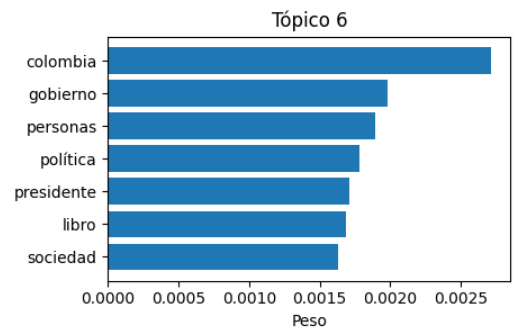 Tópico 6
colombia
gobierno
personas
política
presidente
libro
sociedad
0.0000 0.0005 0.0010 0.0015 0.0020 0.0025
Peso